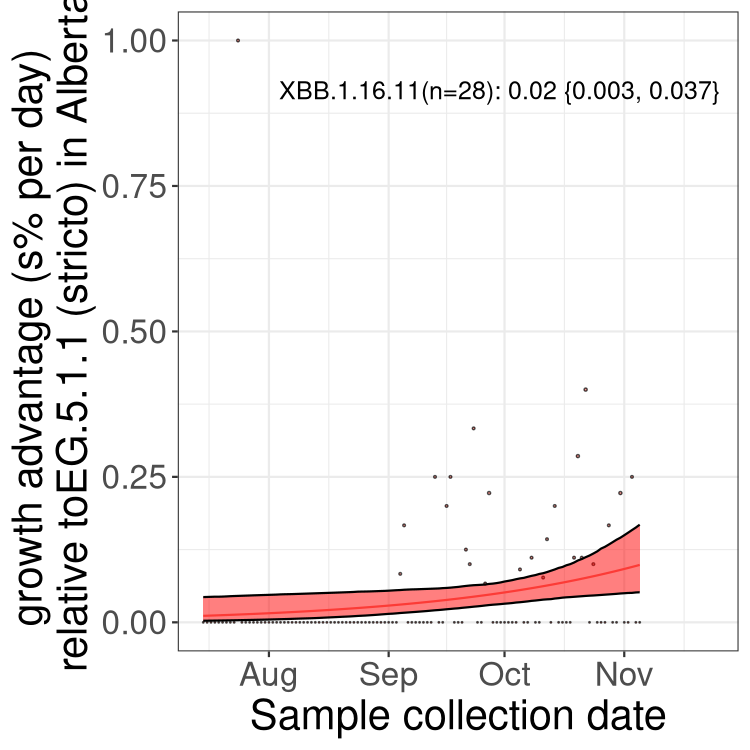 growth advantage (s% per day)
relative toEG.5.1.1 (stricto) in Alberta
1.00
0.75
0.50
0.25
0.00
XBB.1.16.11(n=28): 0.02 {0.003, 0.037}
Aug Sep Oct Nov
Sample collection date